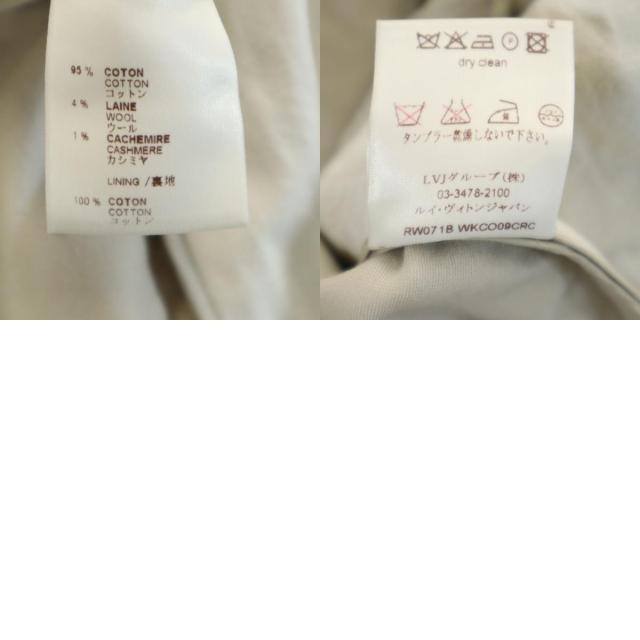 95% COTON
COTTON
コットン
4% LAINE
WOOL
ウール
1% CACHEMIRE
CASHMERE
カシミヤ
LINING /裏地
100% COTON
COTTON
コットン
dry clean
タンブラー乾燥しないで下さい。
LVJグループ(株)
03-3478-2100
ルイ・ヴィトンジャパン
RW071B WKCO09CRC